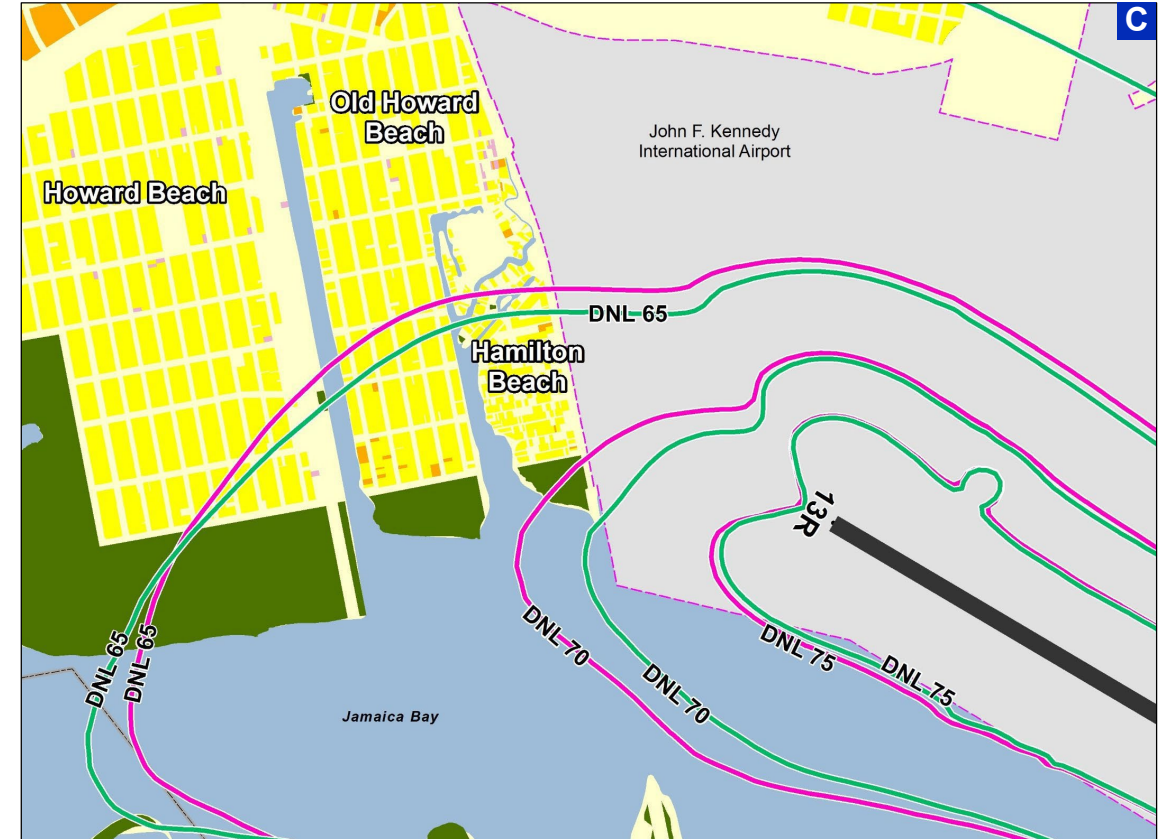 C
Old Howard
Beach
John F. Kennedy
International Airport
Howard Beach
DNL 65
Hamilton
Beach
13R
DNL 65
DNL 65
DNL 70
DNL 75
DNL 75
DNL 70
Jamaica Bay